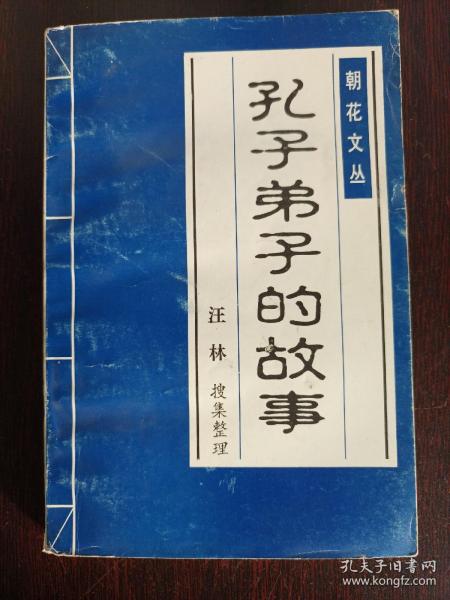 朝花文丛
孔子弟子的故事
汪林 搜集整理
孔夫子旧书网
www.kongfz.com